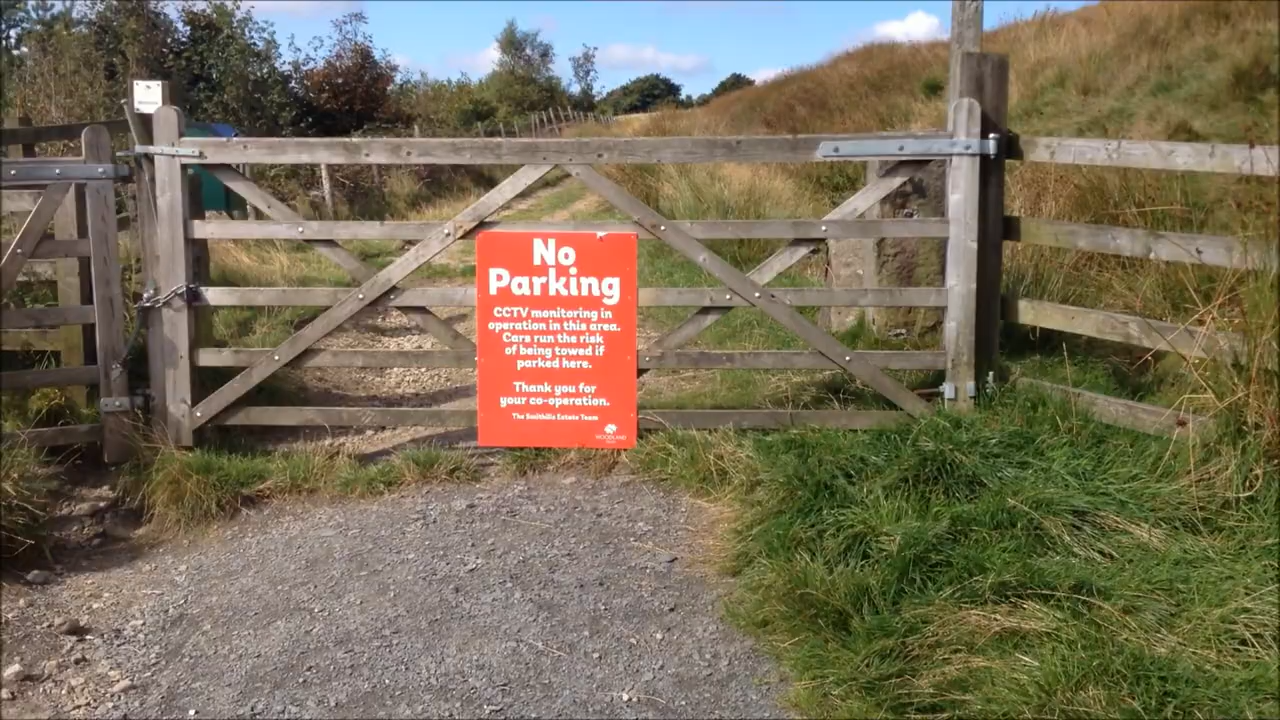 No
Parking
CCTV monitoring in
operation in this area.
Cars run the risk
of being towed if
parked here.
Thank you for
your co-operation.
The Smithills Estate Team
WOODLAND
TRUST